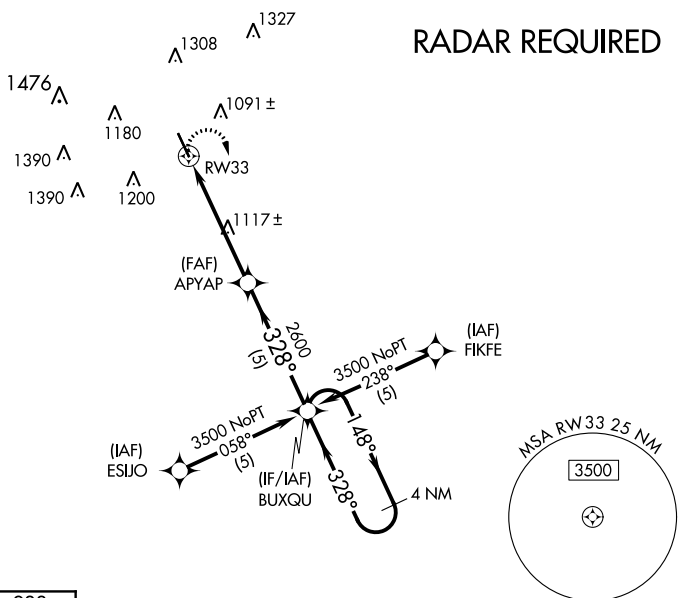 RADAR REQUIRED
1327
1308
1476
1091 ±
1180
1390
RW33
1390
1200
1117 ±
(FAF)
APYAP
2600
328°
(5)
(IAF)
FIKFE
3500 NoPT
238°
(5)
3500 NoPT
058°
(5)
(IAF)
ESIJO
(IF/IAF)
BUXQU
148°
328°
4 NM
MSA RW33 25 NM
3500